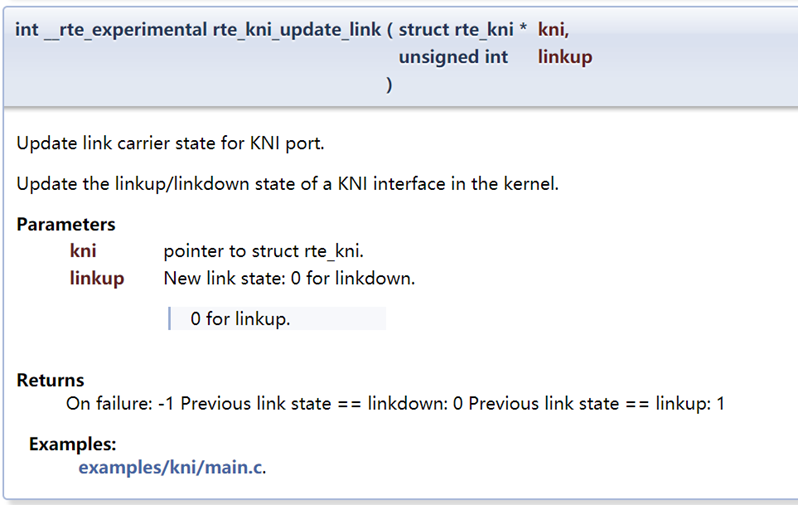 int __rte_experimental rte_kni_update_link ( struct rte_kni * kni,
unsigned int linkup
)
Update link carrier state for KNI port.
Update the linkup/linkdown state of a KNI interface in the kernel.
Parameters
kni pointer to struct rte_kni.
linkup New link state: 0 for linkdown.
0 for linkup.
Returns
On failure: -1 Previous link state == linkdown: 0 Previous link state == linkup: 1
Examples:
examples/kni/main.c.